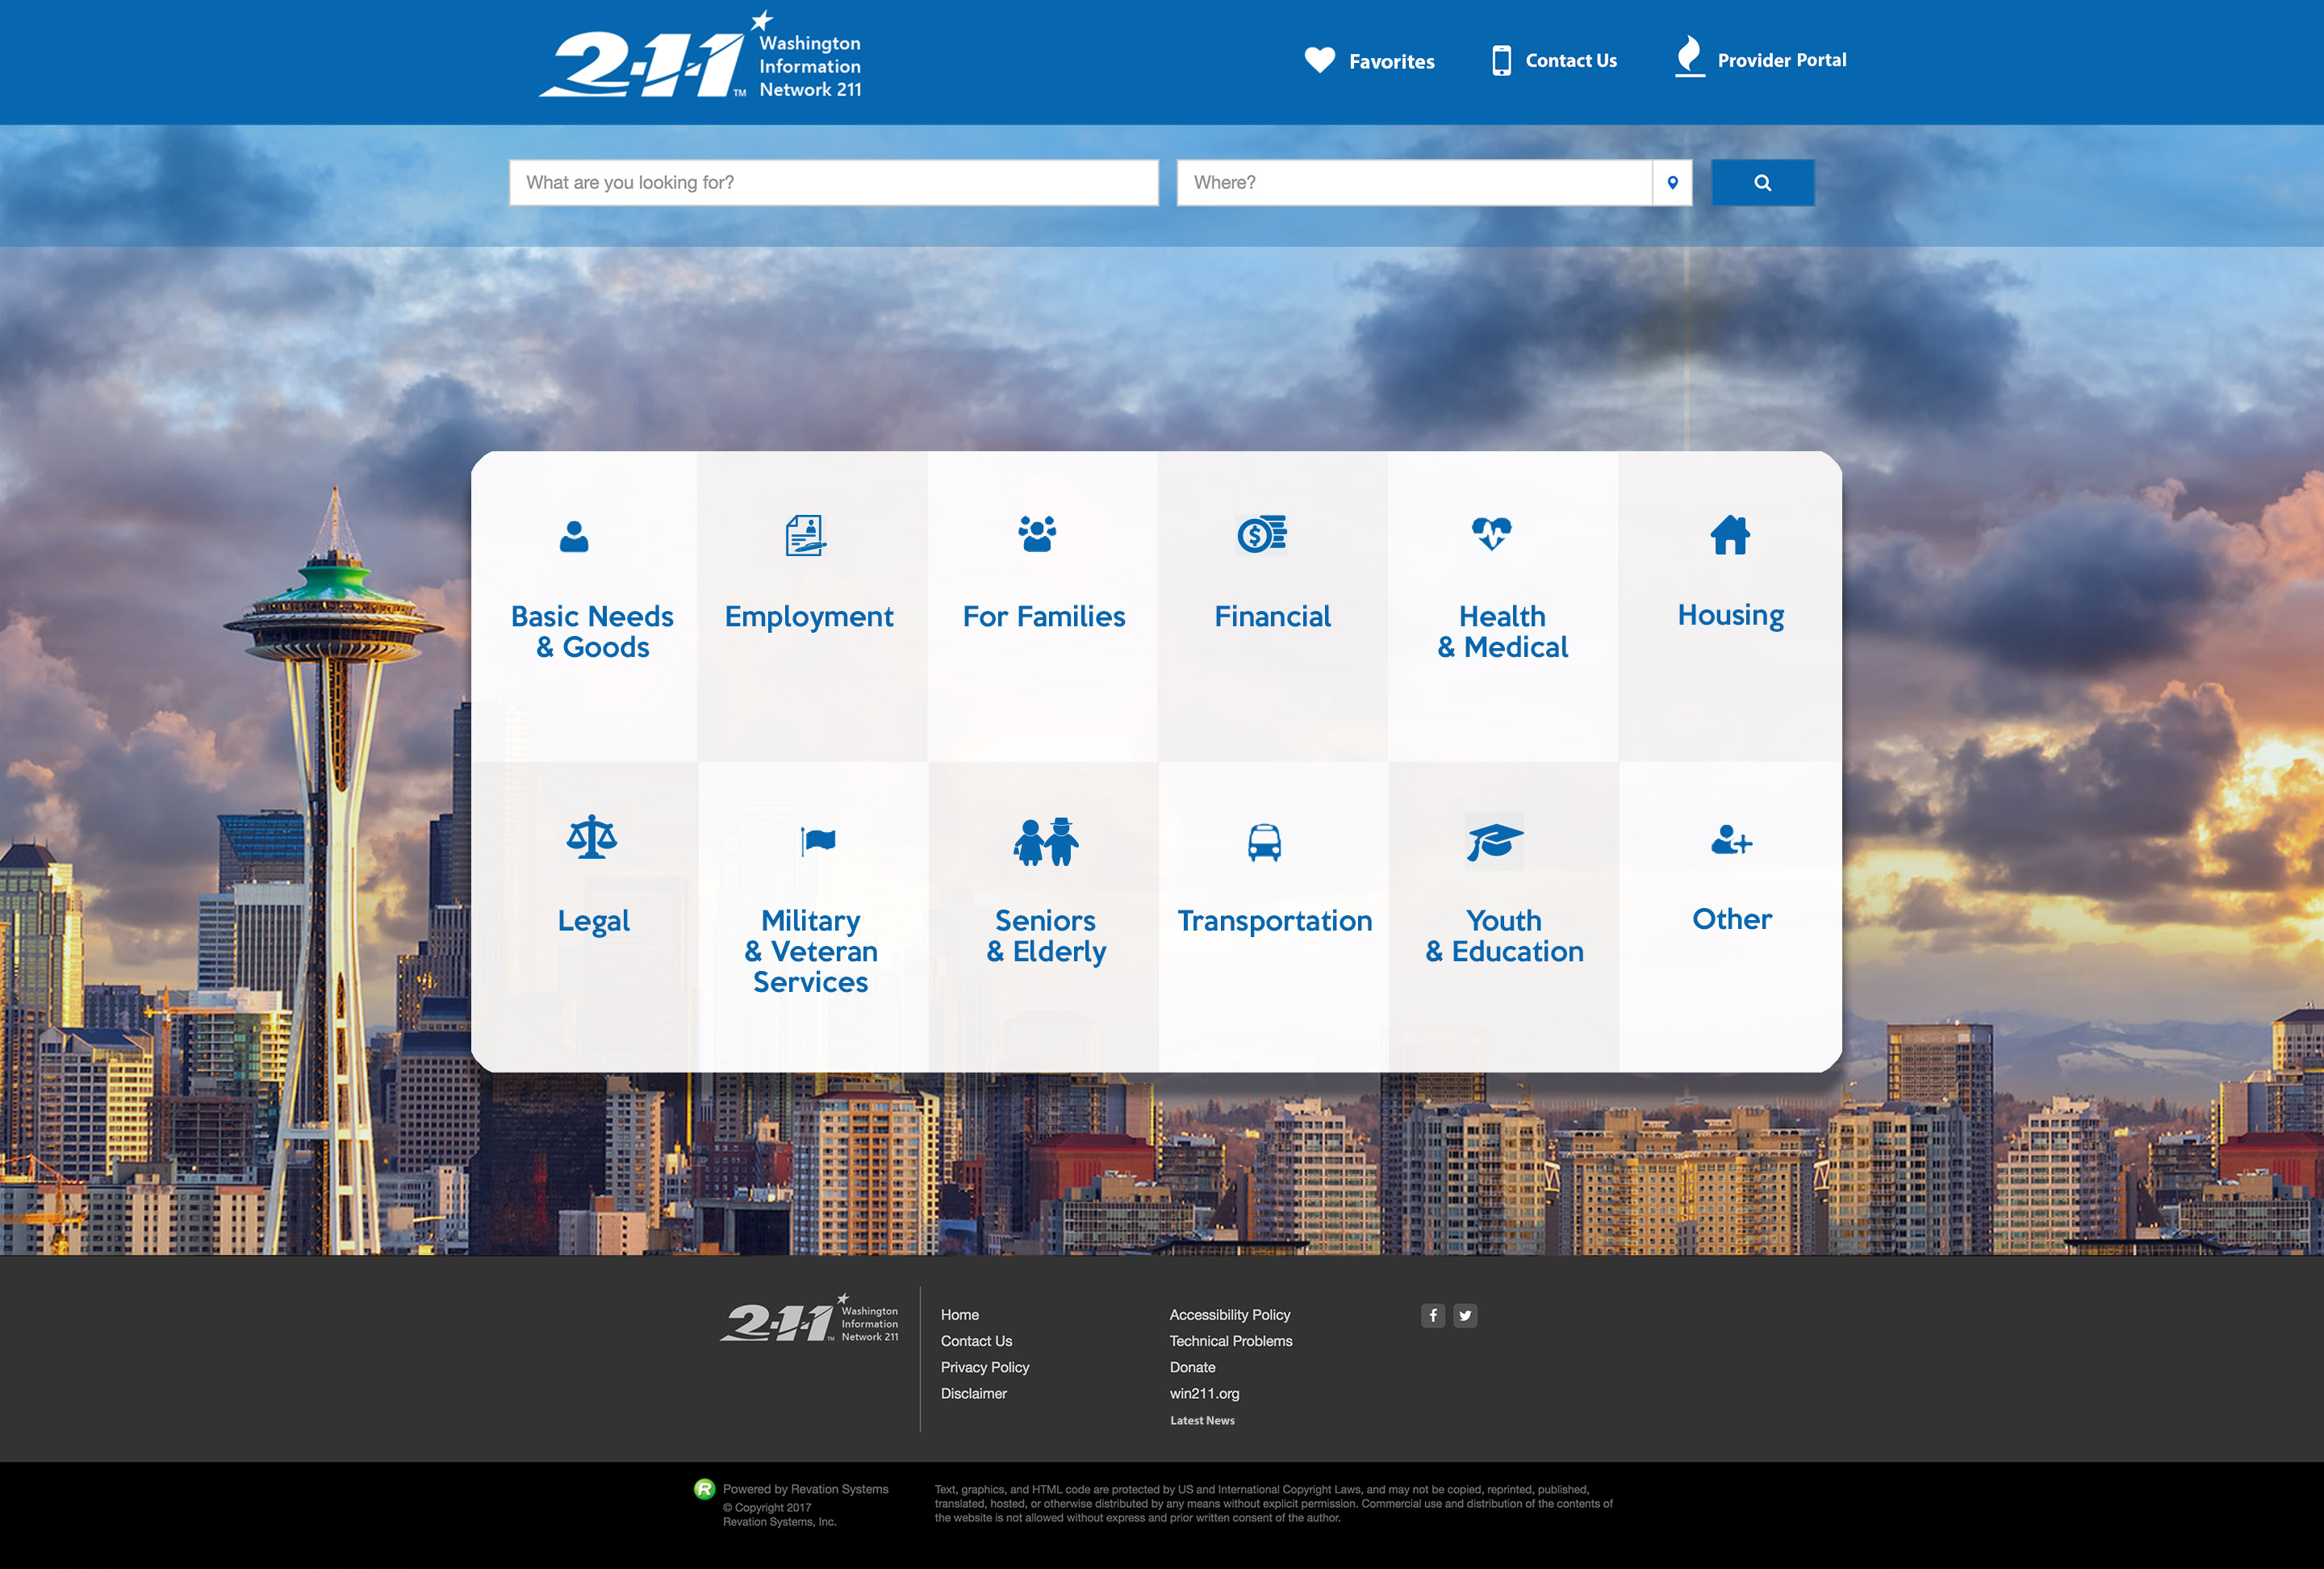 2-1-1 TM
Washington
Information
Network 211
Favorites
Contact Us
Provider Portal
What are you looking for?
Where?
Basic Needs
& Goods
Employment
For Families
Financial
Health
& Medical
Housing
Legal
Military
& Veteran
Services
Seniors
& Elderly
Transportation
Youth
& Education
Other
2-1-1 TM
Washington
Information
Network 211
Home
Contact Us
Privacy Policy
Disclaimer
Accessibility Policy
Technical Problems
Donate
win211.org
Latest News
R
Powered by Revation Systems
© Copyright 2017
Revation Systems, Inc.
Text, graphics, and HTML code are protected by US and International Copyright Laws, and may not be copied, reprinted, published,
translated, hosted, or otherwise distributed by any means without explicit permission. Commercial use and distribution of the contents of
the website is not allowed without express and prior written consent of the author.